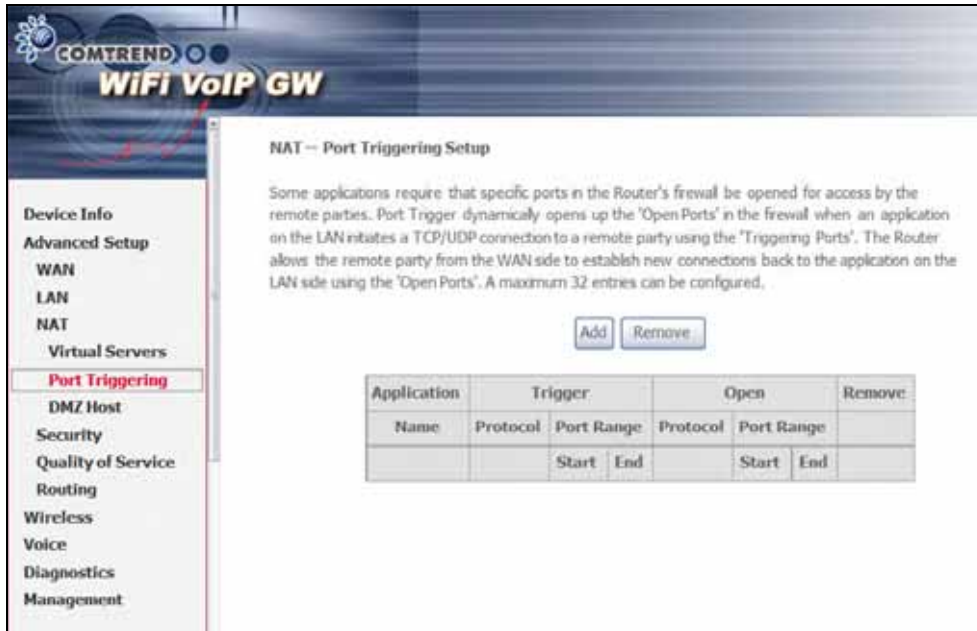 COMTREND
WiFi VoIP GW
Device Info
Advanced Setup
WAN
LAN
NAT
Virtual Servers
Port Triggering
DMZ Host
Security
Quality of Service
Routing
Wireless
Voice
Diagnostics
Management
NAT -- Port Triggering Setup
Some applications require that specific ports in the Router's firewall be opened for access by the
remote parties. Port Trigger dynamically opens up the 'Open Ports' in the firewall when an application
on the LAN initiates a TCP/UDP connection to a remote party using the 'Triggering Ports'. The Router
allows the remote party from the WAN side to establish new connections back to the application on the
LAN side using the 'Open Ports'. A maximum 32 entries can be configured.
Add Remove
Application Trigger Open Remove
Name Protocol Port Range Protocol Port Range
Start End Start End